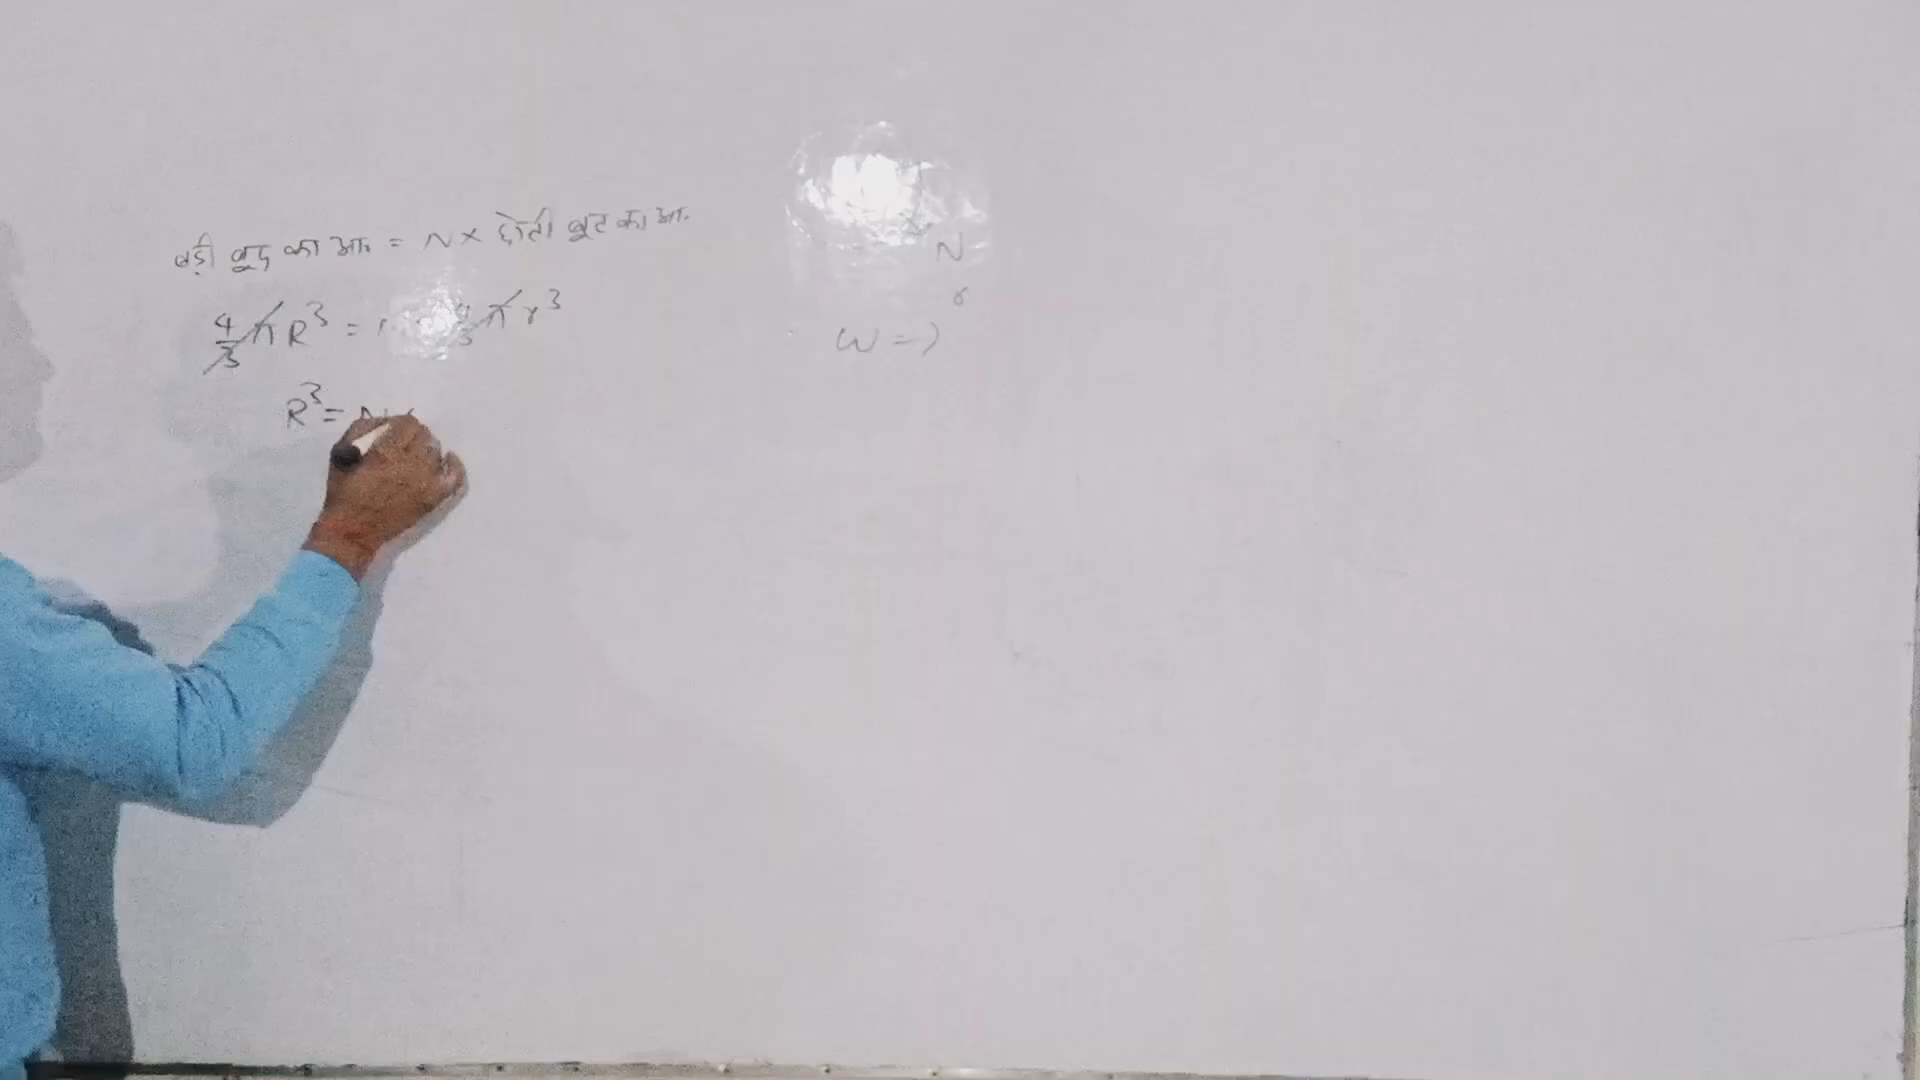 बड़ी बूंद का आ. = N× छोटी बूंद का आ.
4/3 π R³ = 4/3 π r³
R³ = N
N
r
W =>